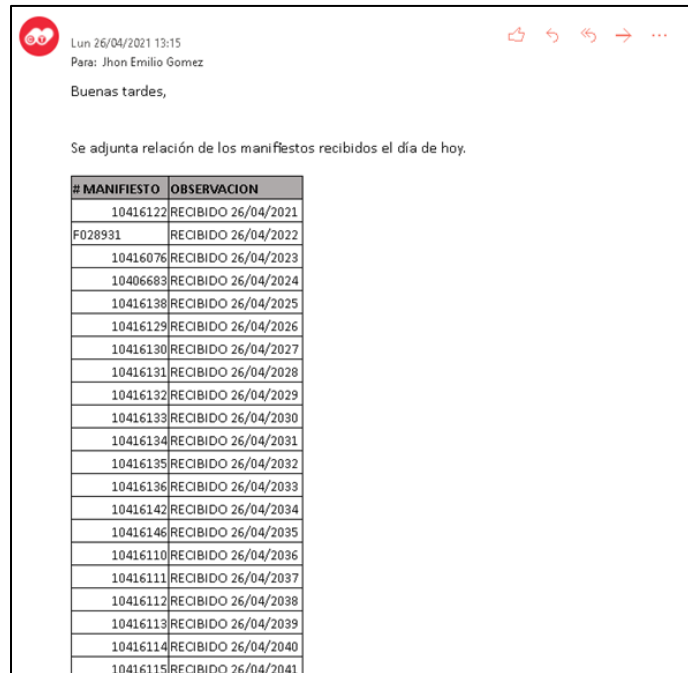 Lun 26/04/2021 13:15
Para: Jhon Emilio Gomez
Buenas tardes,
Se adjunta relación de los manifiestos recibidos el día de hoy.
# MANIFIESTO OBSERVACION
10416122 RECIBIDO 26/04/2021
F028931 RECIBIDO 26/04/2022
10416076 RECIBIDO 26/04/2023
10406683 RECIBIDO 26/04/2024
10416138 RECIBIDO 26/04/2025
10416129 RECIBIDO 26/04/2026
10416130 RECIBIDO 26/04/2027
10416131 RECIBIDO 26/04/2028
10416132 RECIBIDO 26/04/2029
10416133 RECIBIDO 26/04/2030
10416134 RECIBIDO 26/04/2031
10416135 RECIBIDO 26/04/2032
10416136 RECIBIDO 26/04/2033
10416142 RECIBIDO 26/04/2034
10416146 RECIBIDO 26/04/2035
10416110 RECIBIDO 26/04/2036
10416111 RECIBIDO 26/04/2037
10416112 RECIBIDO 26/04/2038
10416113 RECIBIDO 26/04/2039
10416114 RECIBIDO 26/04/2040
10416115 RECIBIDO 26/04/2041